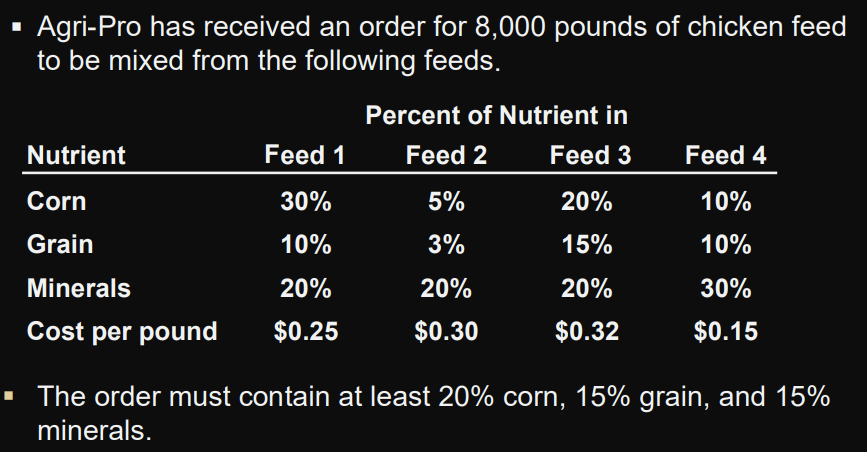 ▪ Agri-Pro has received an order for 8,000 pounds of chicken feed
to be mixed from the following feeds.
Percent of Nutrient in
Nutrient Feed 1 Feed 2 Feed 3 Feed 4
Corn 30% 5% 20% 10%
Grain 10% 3% 15% 10%
Minerals 20% 20% 20% 30%
Cost per pound $0.25 $0.30 $0.32 $0.15
▪ The order must contain at least 20% corn, 15% grain, and 15%
minerals.